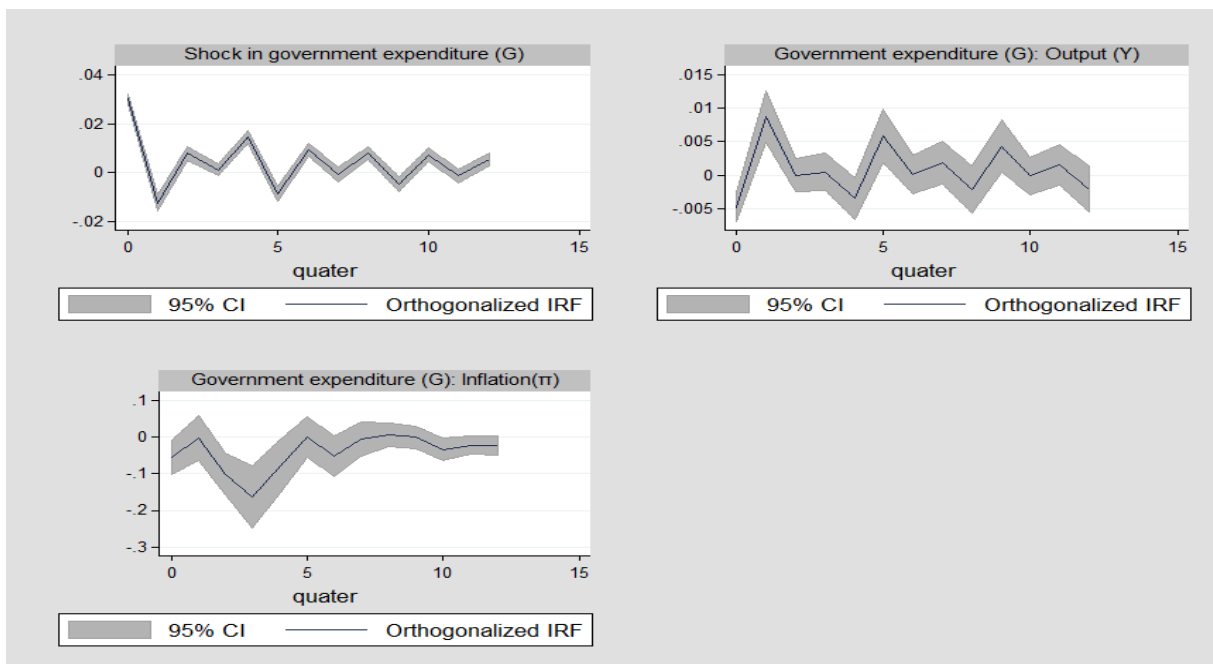 Shock in government expenditure (G)
.04
.02
0
-.02
0 5 10 15
quater
95% CI Orthogonalized IRF
Government expenditure (G): Output (Y)
.015
.01
.005
0
-.005
0 5 10 15
quater
95% CI Orthogonalized IRF
Government expenditure (G): Inflation(π)
.1
0
-.1
-.2
-.3
0 5 10 15
quater
95% CI Orthogonalized IRF